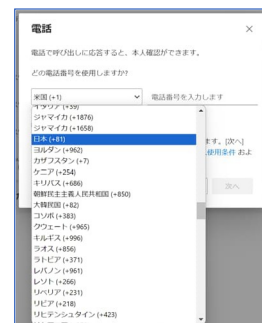 電話
電話で呼び出しに応答すると、本人確認ができます。
どの電話番号を使用しますか?
米国 (+1)
電話番号を入力します
イタリア (+39)
ジャマイカ (+1876)
ジャマイカ (+1658)
日本 (+81)
ヨルダン (+962)
カザフスタン (+7)
ケニア (+254)
キリバス (+686)
朝鮮民主主義人民共和国 (+850)
大韓民国 (+82)
コソボ (+383)
クウェート (+965)
キルギス (+996)
ラオス (+856)
ラトビア (+371)
レバノン (+961)
レソト (+266)
リベリア (+231)
リビア (+218)
リヒテンシュタイン (+423)
ます。[次へ]
使用条件 およ
次へ